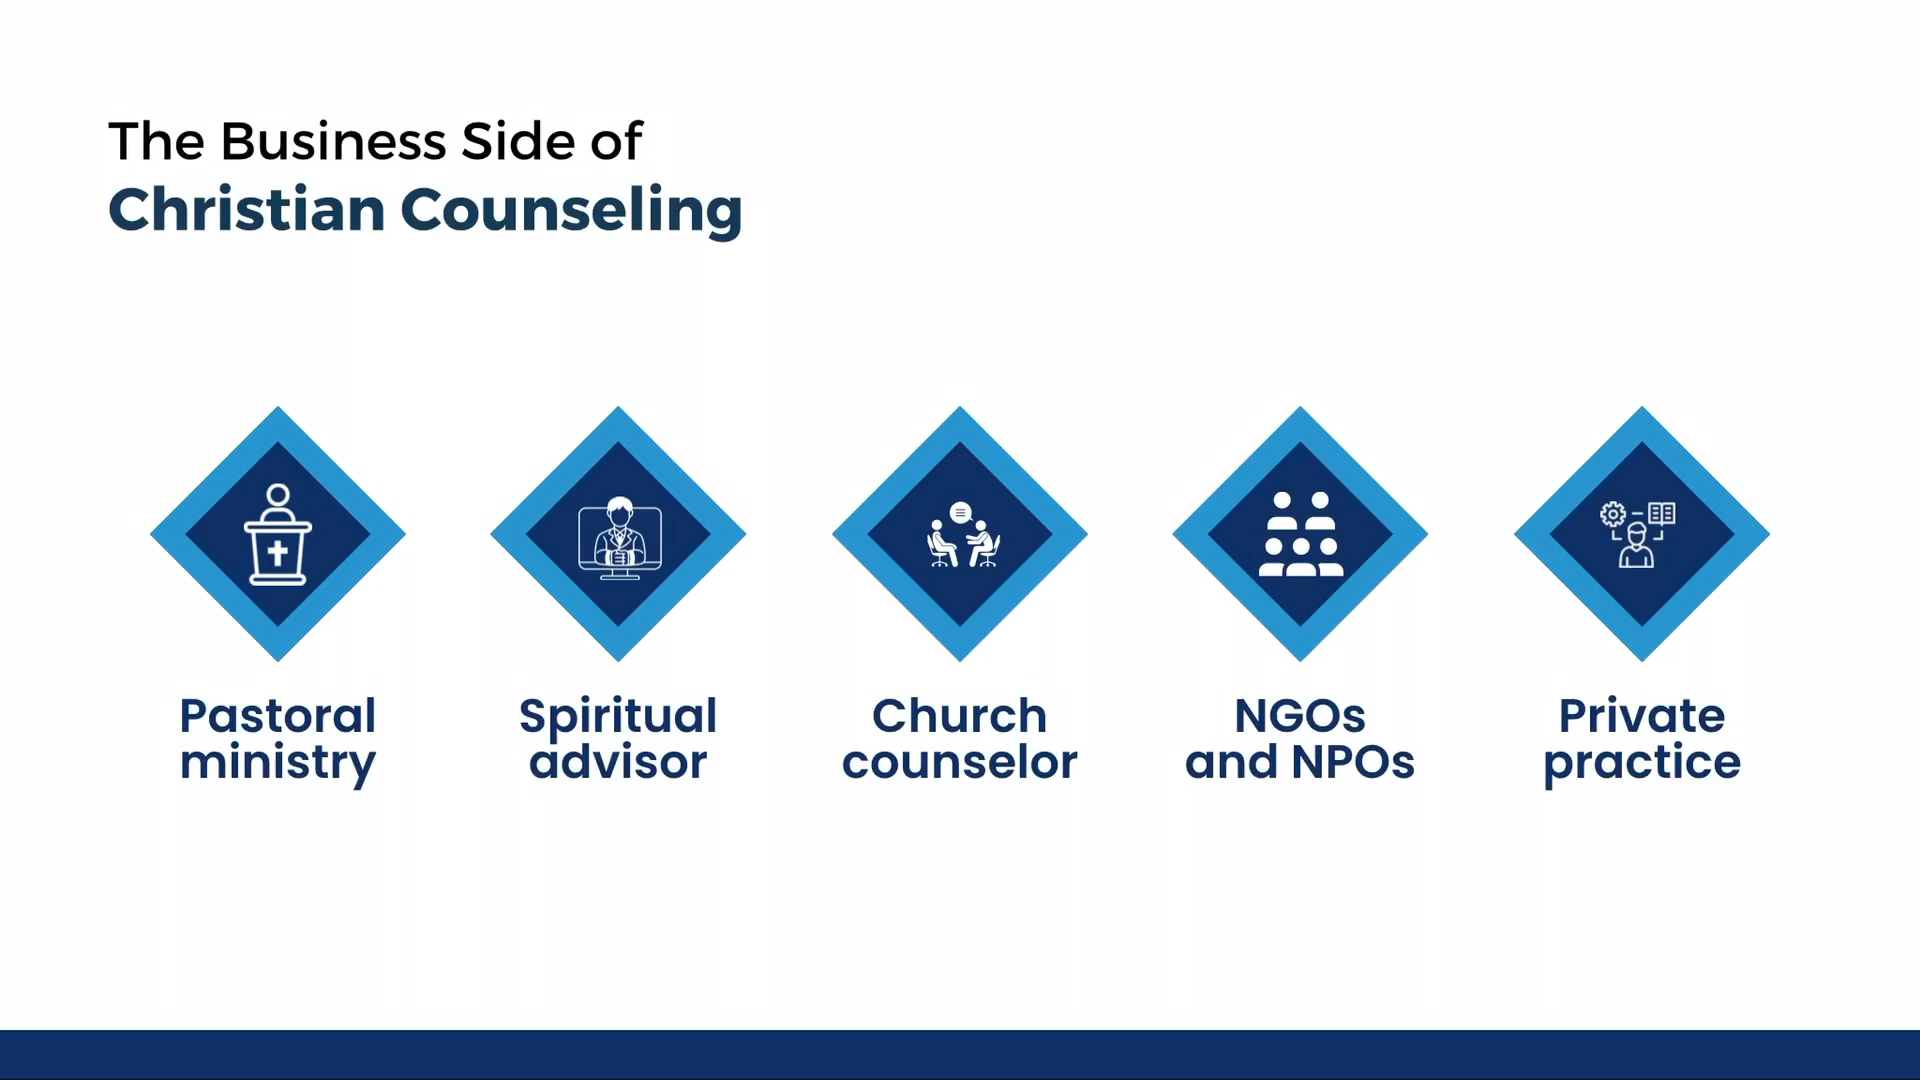 The Business Side of
Christian Counseling
Pastoral
ministry
Spiritual
advisor
Church
counselor
NGOs
and NPOs
Private
practice